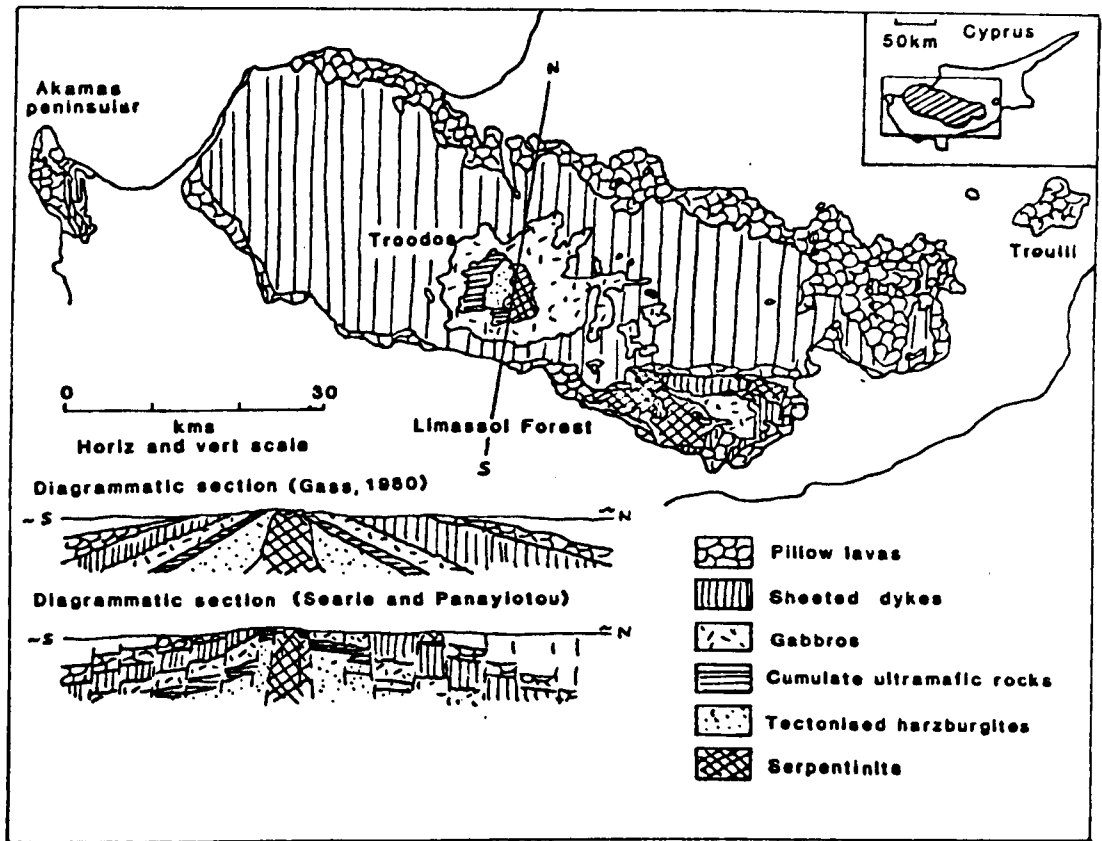 50km Cyprus
Akamas
peninsular
N
Troodos
Troulli
0 30
kms
Horiz and vert scale
Limassol Forest
S
Diagrammatic section (Gass, 1980)
~S ~N
Diagrammatic section (Searle and Panayiotou)
~S ~N
Pillow lavas
Sheeted dykes
Gabbros
Cumulate ultramafic rocks
Tectonised harzburgites
Serpentinite